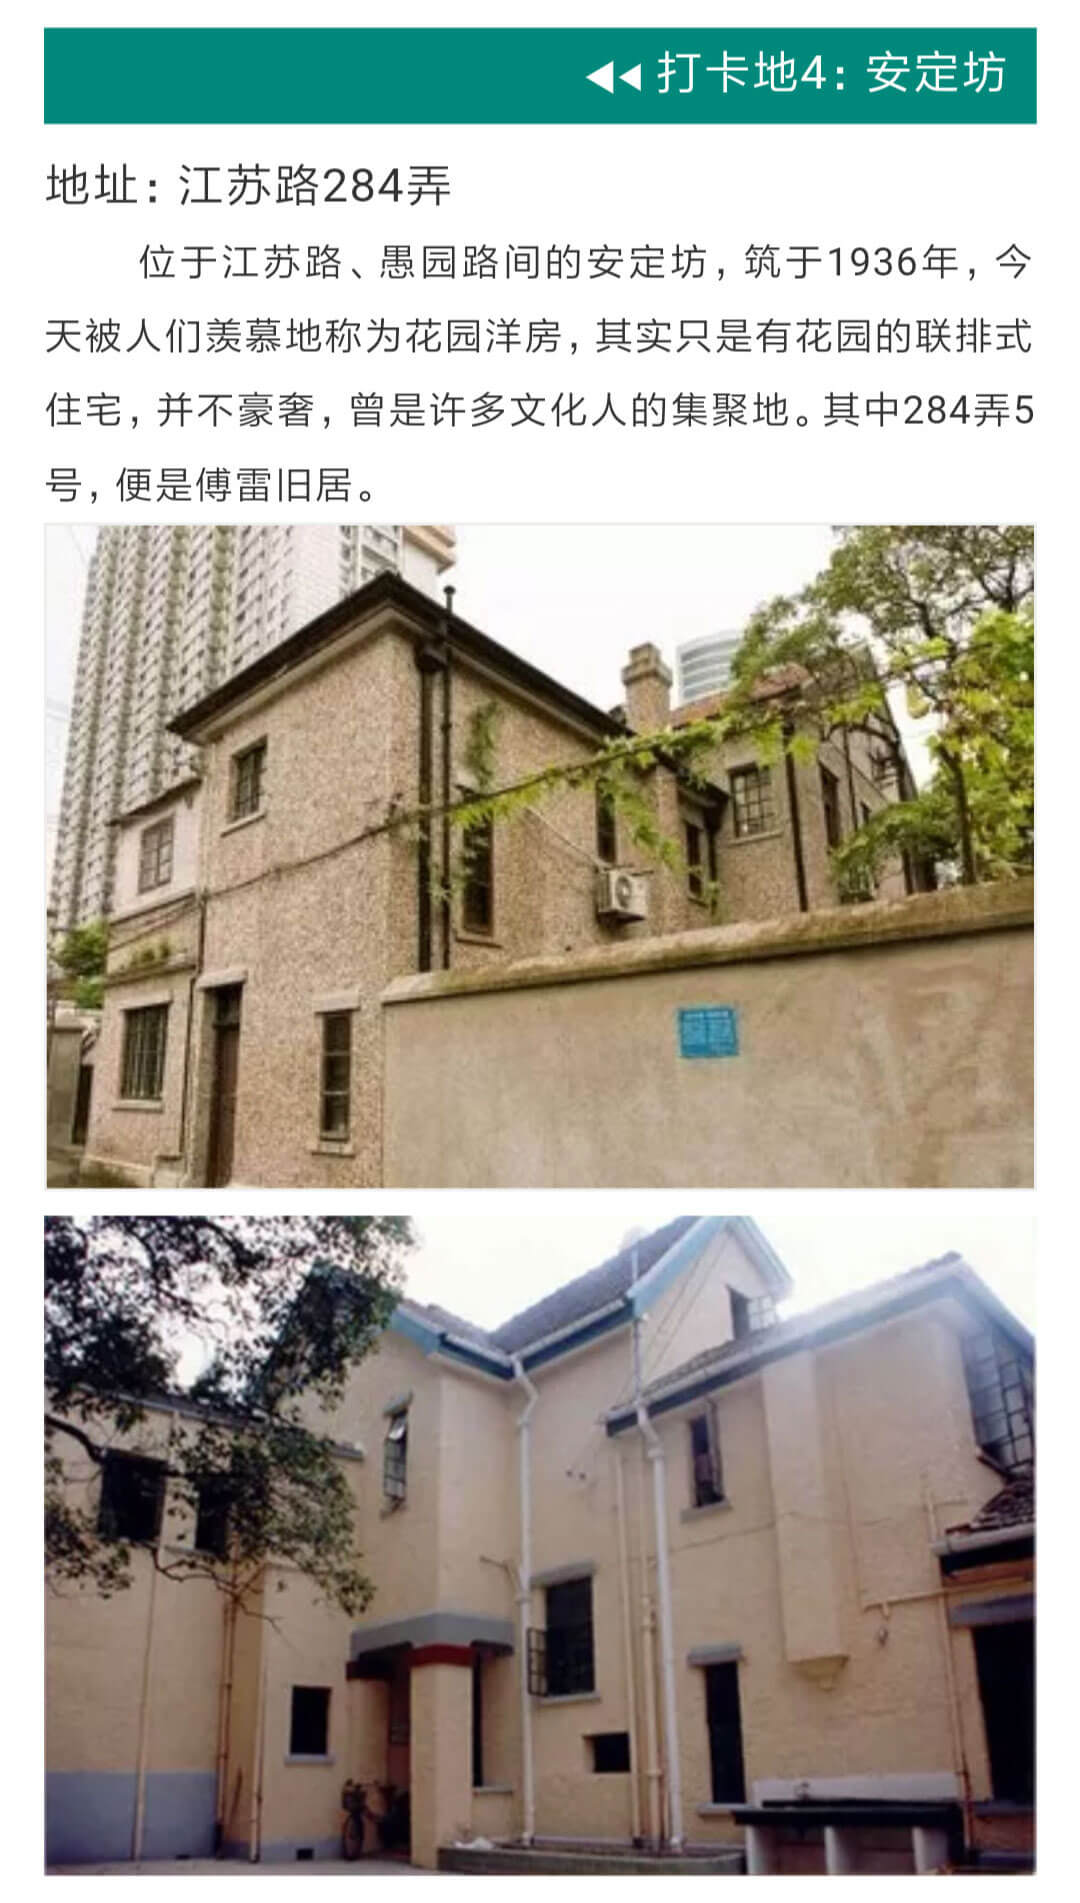 打卡地4：安定坊
地址：江苏路284弄
位于江苏路、愚园路间的安定坊，筑于1936年，今
天被人们羡慕地称为花园洋房，其实只是有花园的联排式
住宅，并不豪奢，曾是许多文化人的集聚地。其中284弄5
号，便是傅雷旧居。